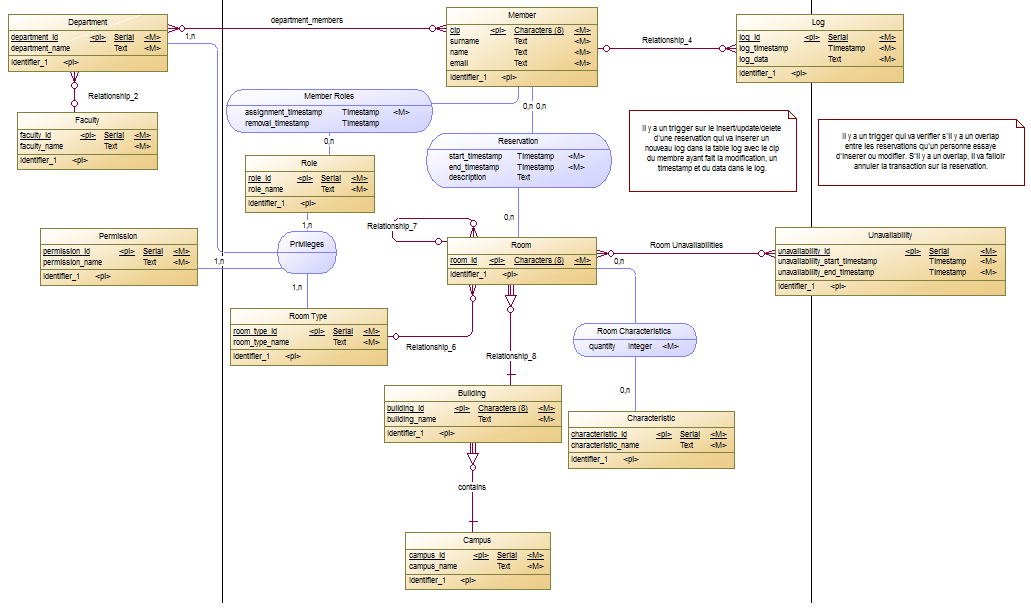 Department
department_id <pi> Serial <M>
department_name Text <M>
Identifier_1 <pi>
department_members
1,n
Member
cip <pi> Characters (8) <M>
surname Text <M>
name Text <M>
email Text <M>
Identifier_1 <pi>
Relationship_4
Log
log_id <pi> Serial <M>
log_timestamp Timestamp <M>
log_data Text <M>
Identifier_1 <pi>
Relationship_2
Faculty
faculty_id <pi> Serial <M>
faculty_name Text <M>
Identifier_1 <pi>
Member Roles
assignment_timestamp Timestamp <M>
removal_timestamp Timestamp
0,n 0,n
0,n
Role
role_id <pi> Serial <M>
role_name Text <M>
Identifier_1 <pi>
Reservation
start_timestamp Timestamp <M>
end_timestamp Timestamp <M>
description Text
0,n
Il y a un trigger sur le insert/update/delete
d'une reservation qui va inserer un
nouveau log dans la table log avec le cip
du membre ayant fait la modification, un
timestamp et du data dans le log.
Il y a un trigger qui va verifier s'il y a un overlap
entre les reservations qu'un personne essaye
d'inserer ou modifier. S'il y a un overlap, il va falloir
annuler la transaction sur la reservation.
1,n
Relationship_7
Permission
permission_id <pi> Serial <M>
permission_name Text <M>
Identifier_1 <pi>
1,n
Privileges
1,n
Room
room_id <pi> Characters (8) <M>
Identifier_1 <pi>
Room Unavailabilities
0,n
Unavailability
unavailability_id <pi> Serial <M>
unavailability_start_timestamp Timestamp <M>
unavailability_end_timestamp Timestamp <M>
Identifier_1 <pi>
Room Type
room_type_id <pi> Serial <M>
room_type_name Text <M>
Identifier_1 <pi>
Relationship_6
Relationship_8
Room Characteristics
quantity Integer <M>
0,n
Building
building_id <pi> Characters (8) <M>
building_name Text <M>
Identifier_1 <pi>
Characteristic
characteristic_id <pi> Serial <M>
characteristic_name Text <M>
Identifier_1 <pi>
contains
Campus
campus_id <pi> Serial <M>
campus_name Text <M>
Identifier_1 <pi>